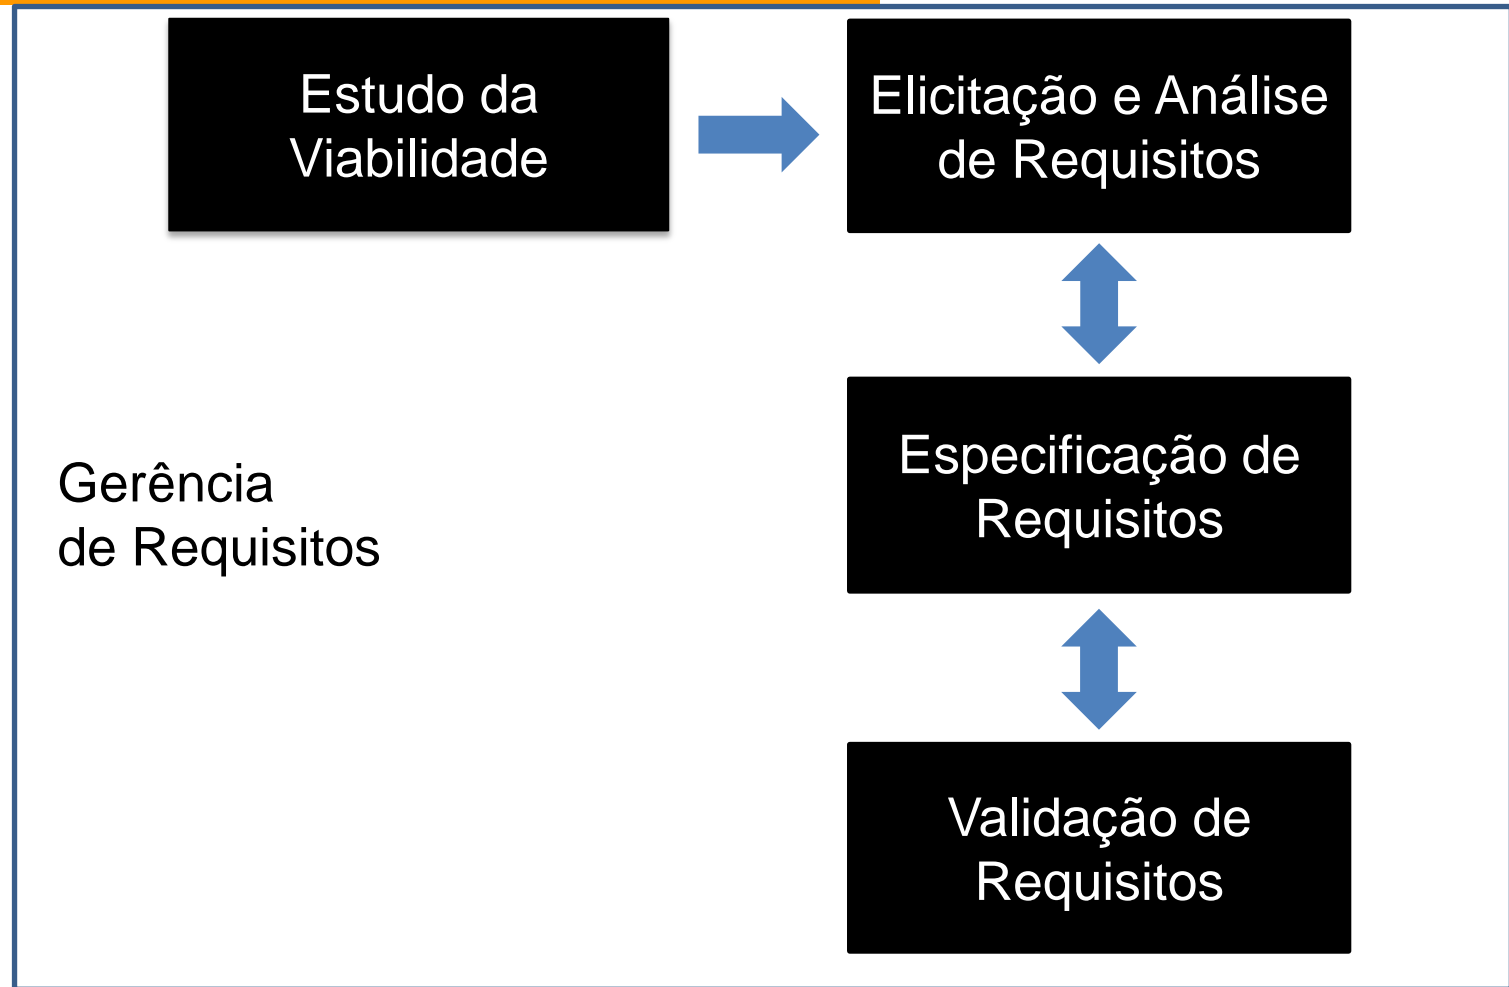 Estudo da
Viabilidade
Elicitação e Análise
de Requisitos
Especificação de
Requisitos
Gerência
de Requisitos
Validação de
Requisitos